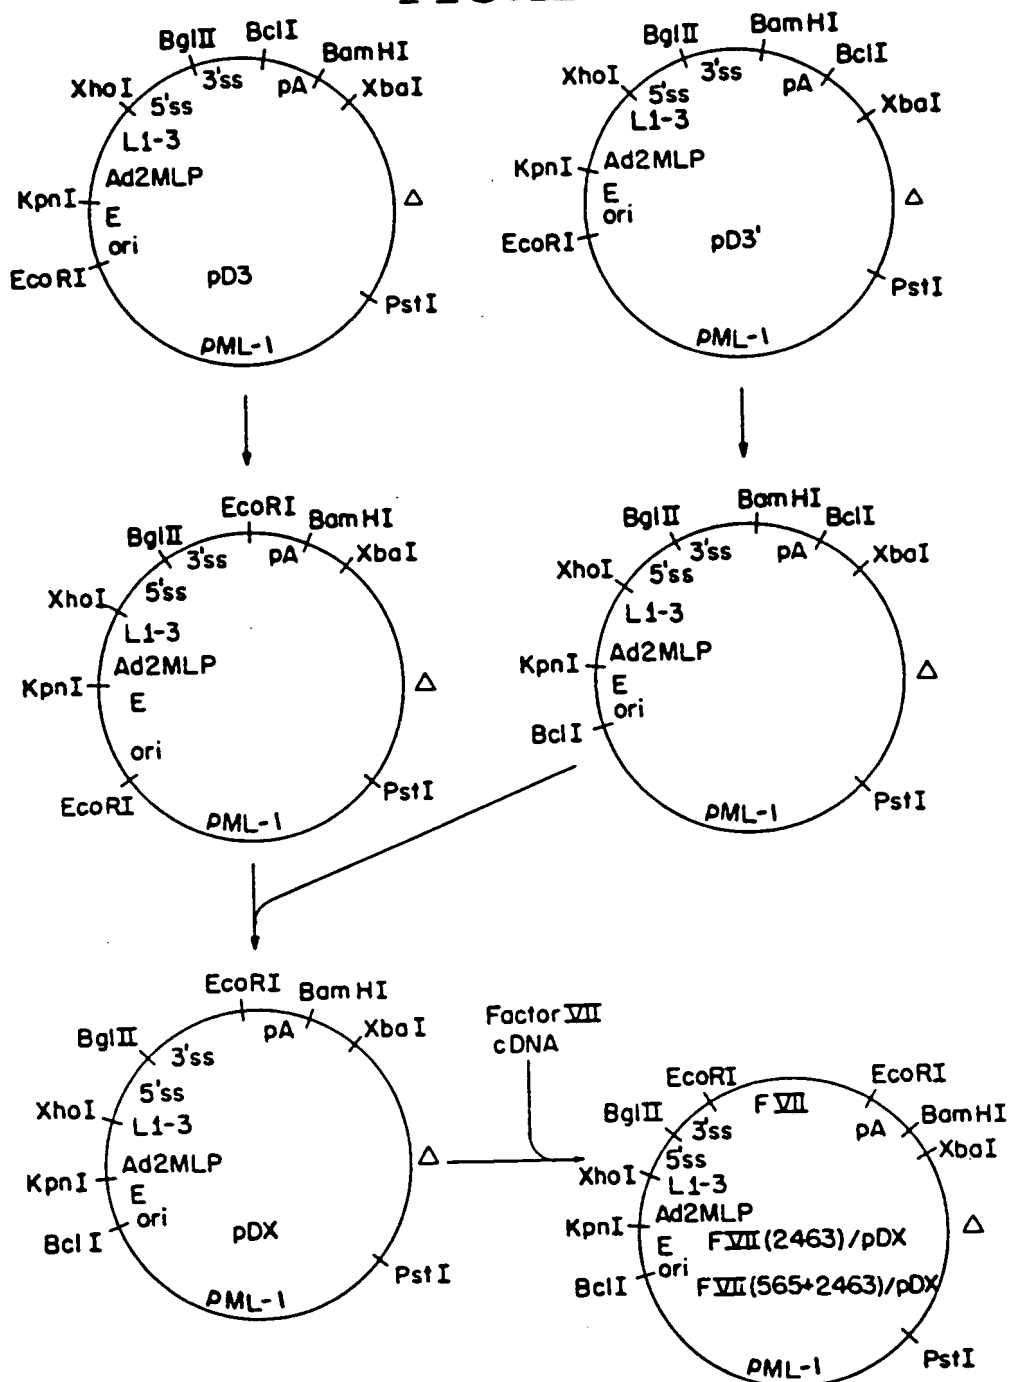 BglII
BclI
BamHI
XhoI
3'ss
pA
XbaI
5'ss
L1-3
Ad2MLP
KpnI
E
ori
EcoRI
pD3
Δ
PstI
pML-1
BglII
BamHI
BclI
XhoI
3'ss
pA
XbaI
5'ss
L1-3
KpnI
Ad2MLP
E
ori
EcoRI
pD3'
Δ
PstI
pML-1
EcoRI
BglII
BamHI
3'ss
pA
XbaI
5'ss
XhoI
L1-3
Ad2MLP
KpnI
E
ori
EcoRI
Δ
PstI
pML-1
BamHI
BglII
BclI
3'ss
pA
XbaI
XhoI
5'ss
L1-3
KpnI
Ad2MLP
E
ori
BclI
Δ
PstI
pML-1
EcoRI
BamHI
BglII
pA
XbaI
3'ss
5'ss
XhoI
L1-3
Ad2MLP
KpnI
E
ori
BclI
pDX
Δ
PstI
pML-1
Factor VII
cDNA
EcoRI
EcoRI
FVII
BglII
BamHI
3'ss
pA
XbaI
5'ss
XhoI
L1-3
KpnI
Ad2MLP
E
FVII(2463)/pDX
Δ
ori
BclI
FVII(565+2463)/pDX
PstI
pML-1